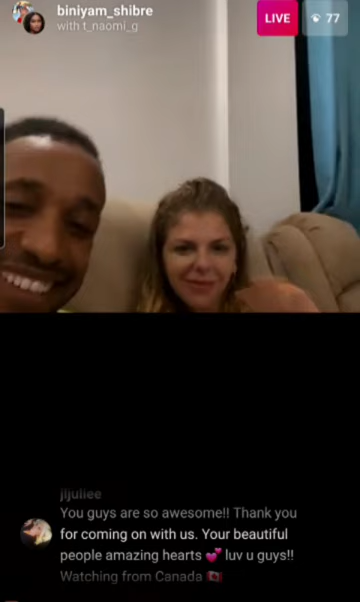 biniyam_shibre
with t_naomi_g
LIVE
77
jljuliee
You guys are so awesome!! Thank you
for coming on with us. Your beautiful
people amazing hearts 💕 luv u guys!!
Watching from Canada 🇨🇦